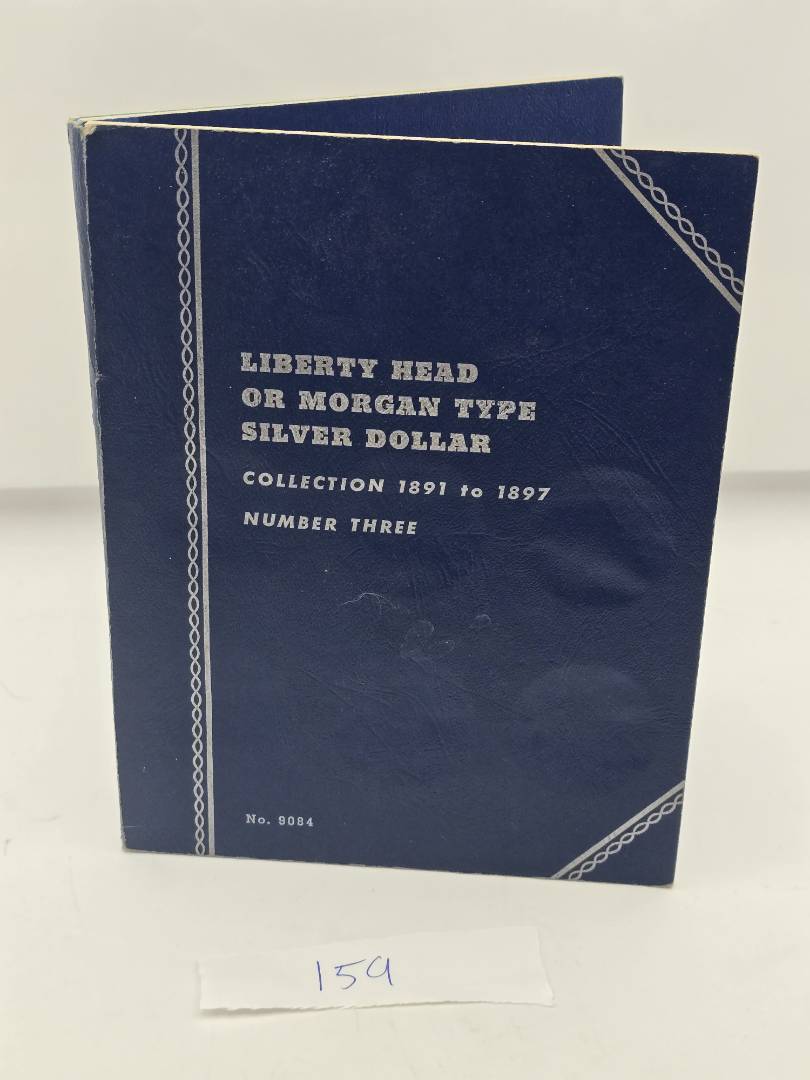 LIBERTY HEAD
OR MORGAN TYPE
SILVER DOLLAR
COLLECTION 1891 to 1897
NUMBER THREE
No. 9084
159